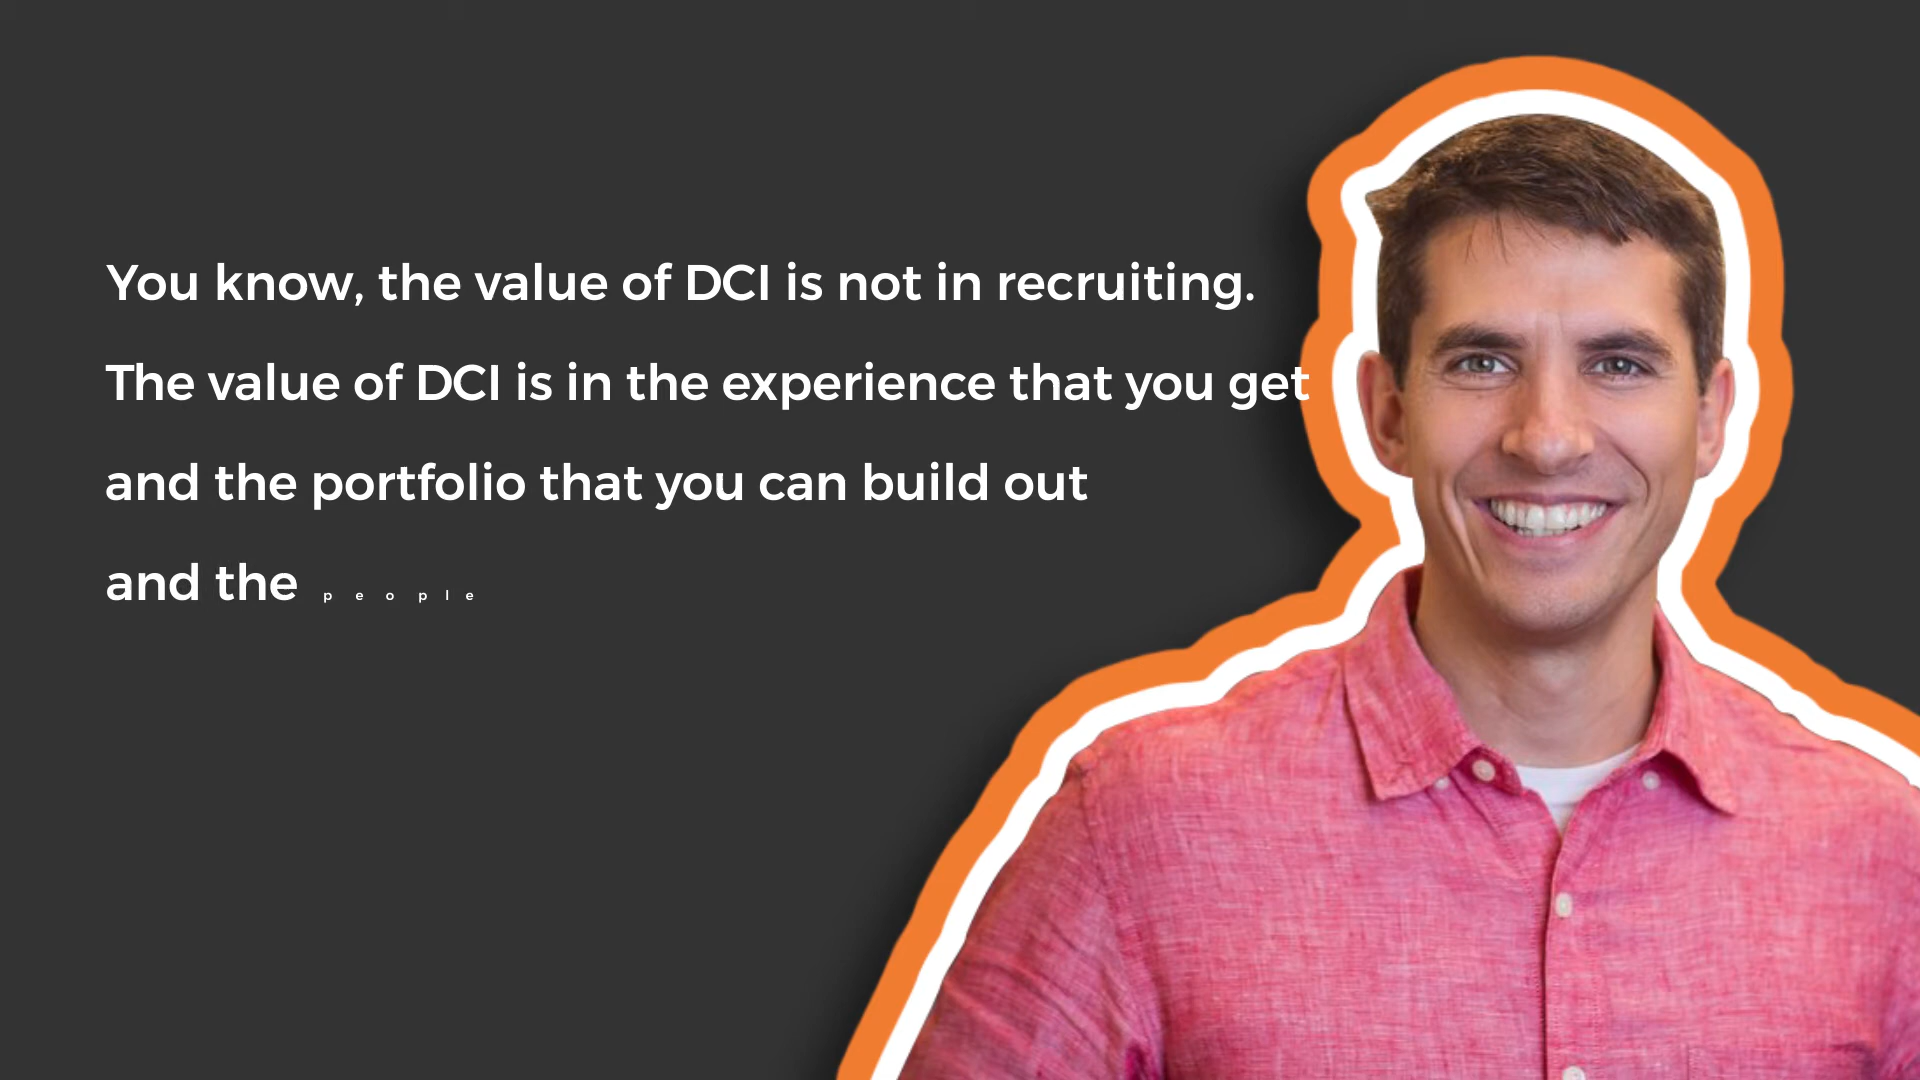 You know, the value of DCI is not in recruiting.
The value of DCI is in the experience that you get
and the portfolio that you can build out
and the people